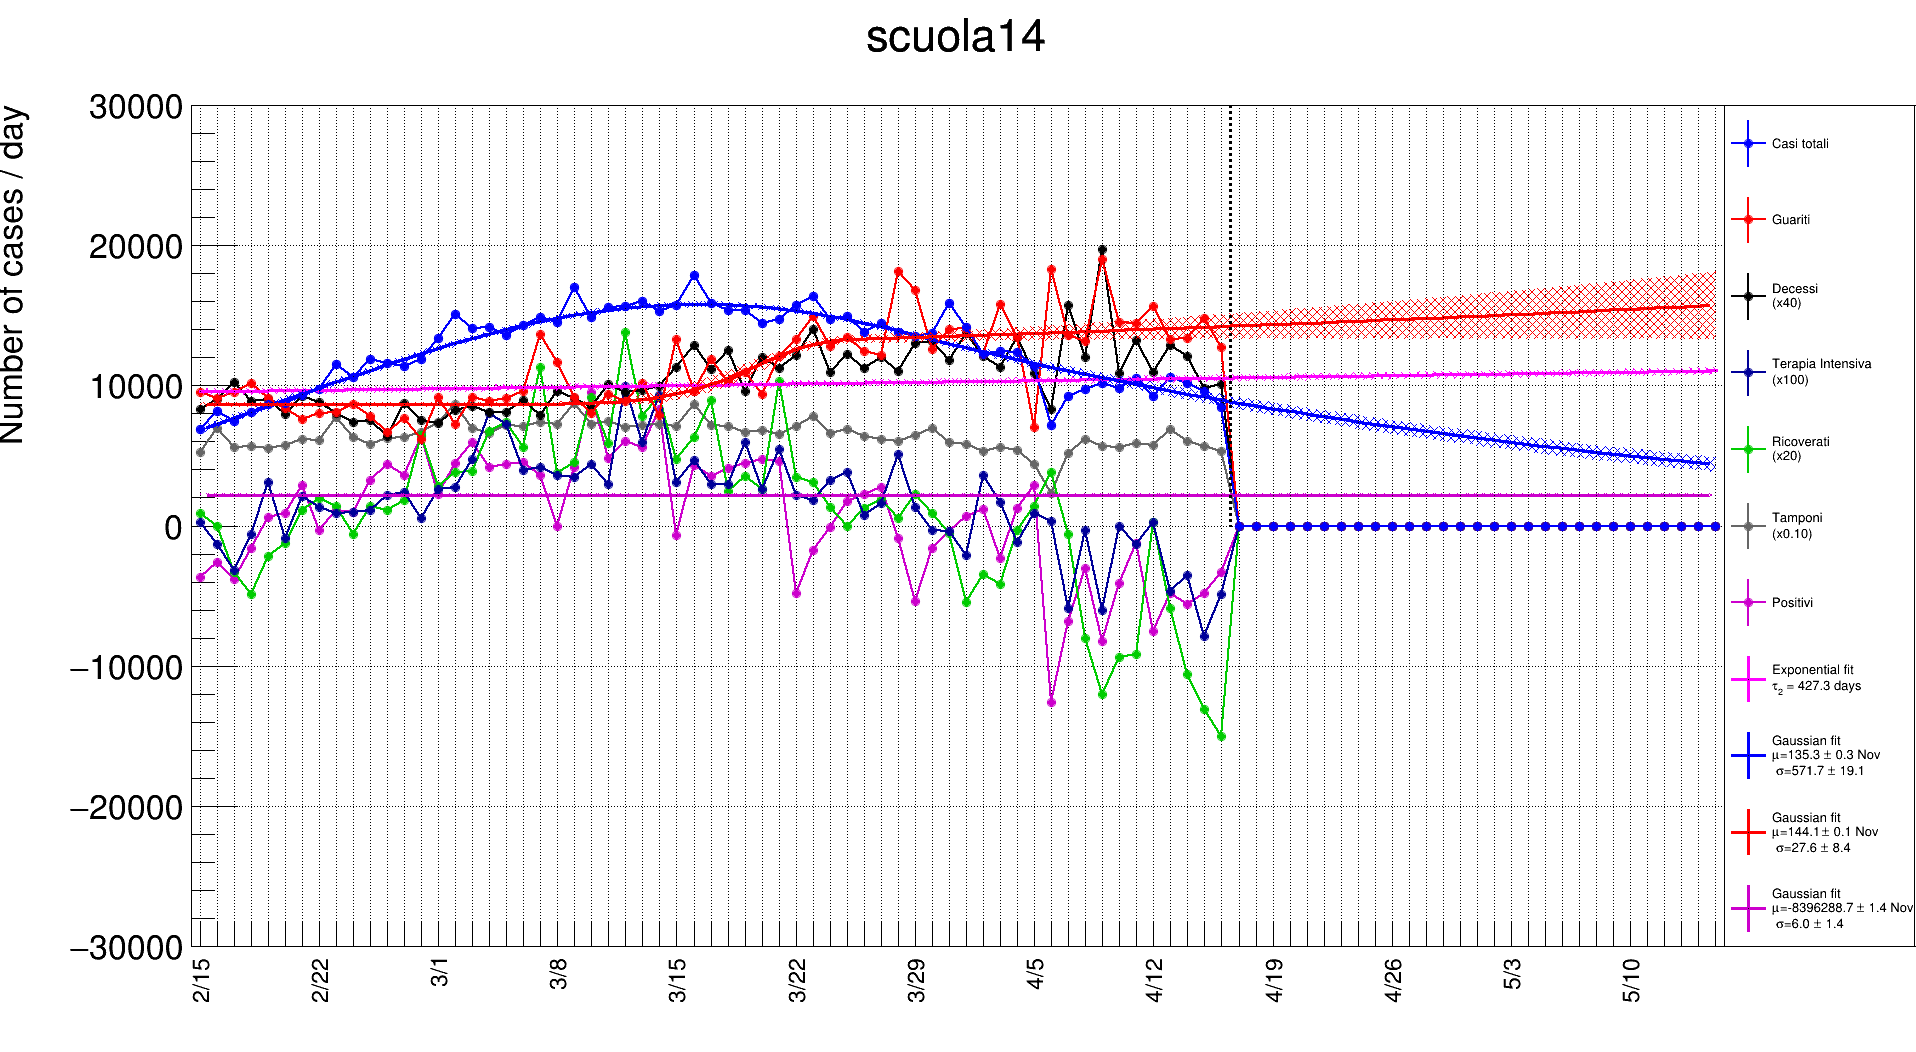 scuola14
Number of cases / day
30000
20000
10000
0
−10000
−20000
−30000
2/15
2/22
3/1
3/8
3/15
3/22
3/29
4/5
4/12
4/19
4/26
5/3
5/10
Casi totali
Guariti
Decessi
(x40)
Terapia Intensiva
(x100)
Ricoverati
(x20)
Tamponi
(x0.10)
Positivi
Exponential fit
τ2 = 427.3 days
Gaussian fit
μ=135.3 ± 0.3 Nov
σ=571.7 ± 19.1
Gaussian fit
μ=144.1 ± 0.1 Nov
σ=27.6 ± 8.4
Gaussian fit
μ=-8396288.7 ± 1.4 Nov
σ=6.0 ± 1.4